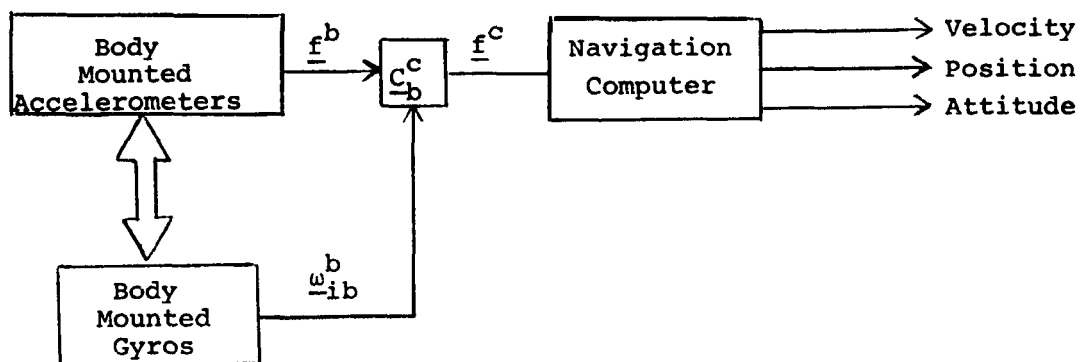 Body
Mounted
Accelerometers
f^b
C_b^c
f^c
Navigation
Computer
Velocity
Position
Attitude
Body
Mounted
Gyros
ω_ib^b